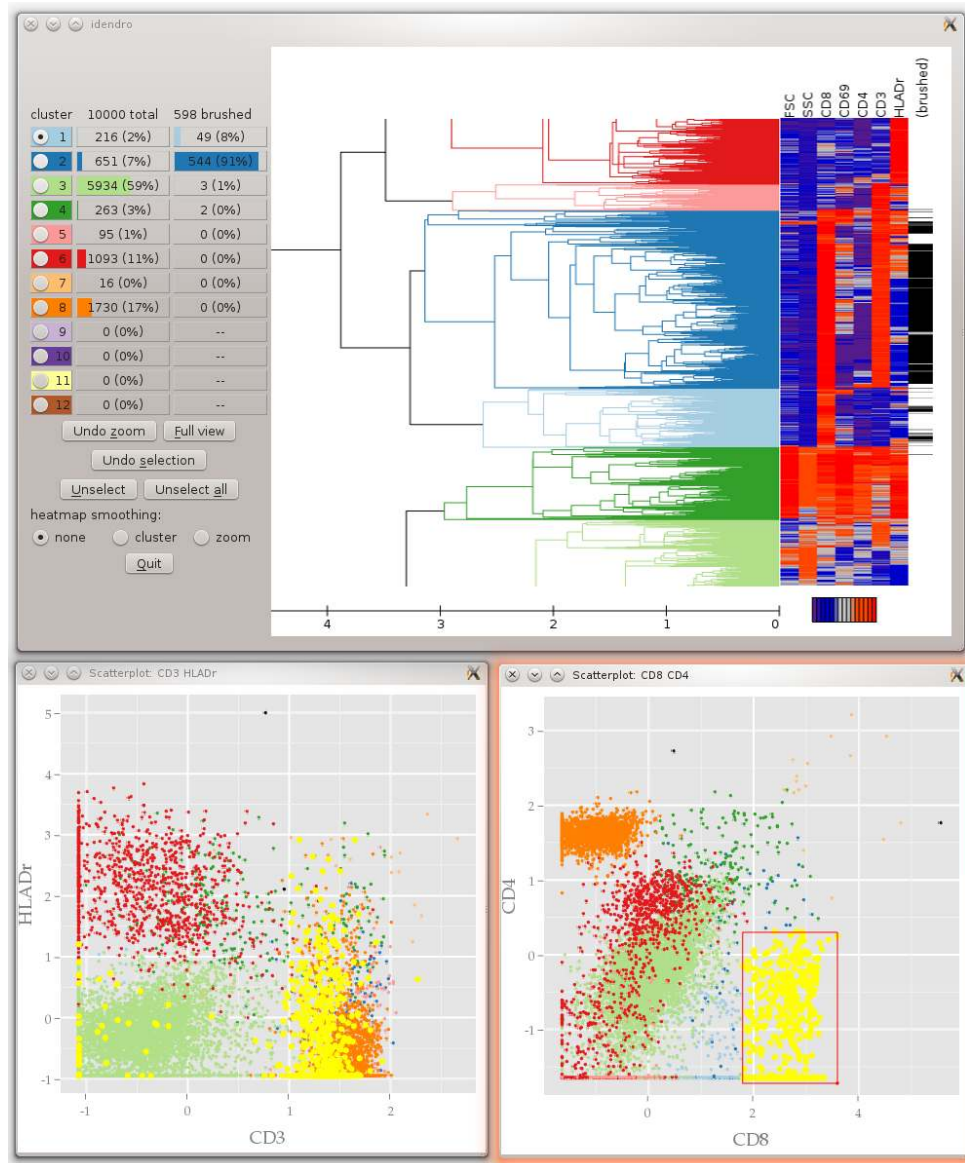 idendro
cluster 10000 total 598 brushed
1 216 (2%) 49 (8%)
2 651 (7%) 544 (91%)
3 5934 (59%) 3 (1%)
4 263 (3%) 2 (0%)
5 95 (1%) 0 (0%)
6 1093 (11%) 0 (0%)
7 16 (0%) 0 (0%)
8 1730 (17%) 0 (0%)
9 0 (0%) --
10 0 (0%) --
11 0 (0%) --
12 0 (0%) --
Undo zoom Full view
Undo selection
Unselect Unselect all
heatmap smoothing:
none cluster zoom
Quit
FSC
SSC
CD8
CD69
CD4
CD3
HLADr
(brushed)
4 3 2 1 0
Scatterplot: CD3 HLADr
5
4
3
2
1
0
-1
HLADr
-1 0 1 2
CD3
Scatterplot: CD8 CD4
3
2
1
0
-1
CD4
0 2 4
CD8